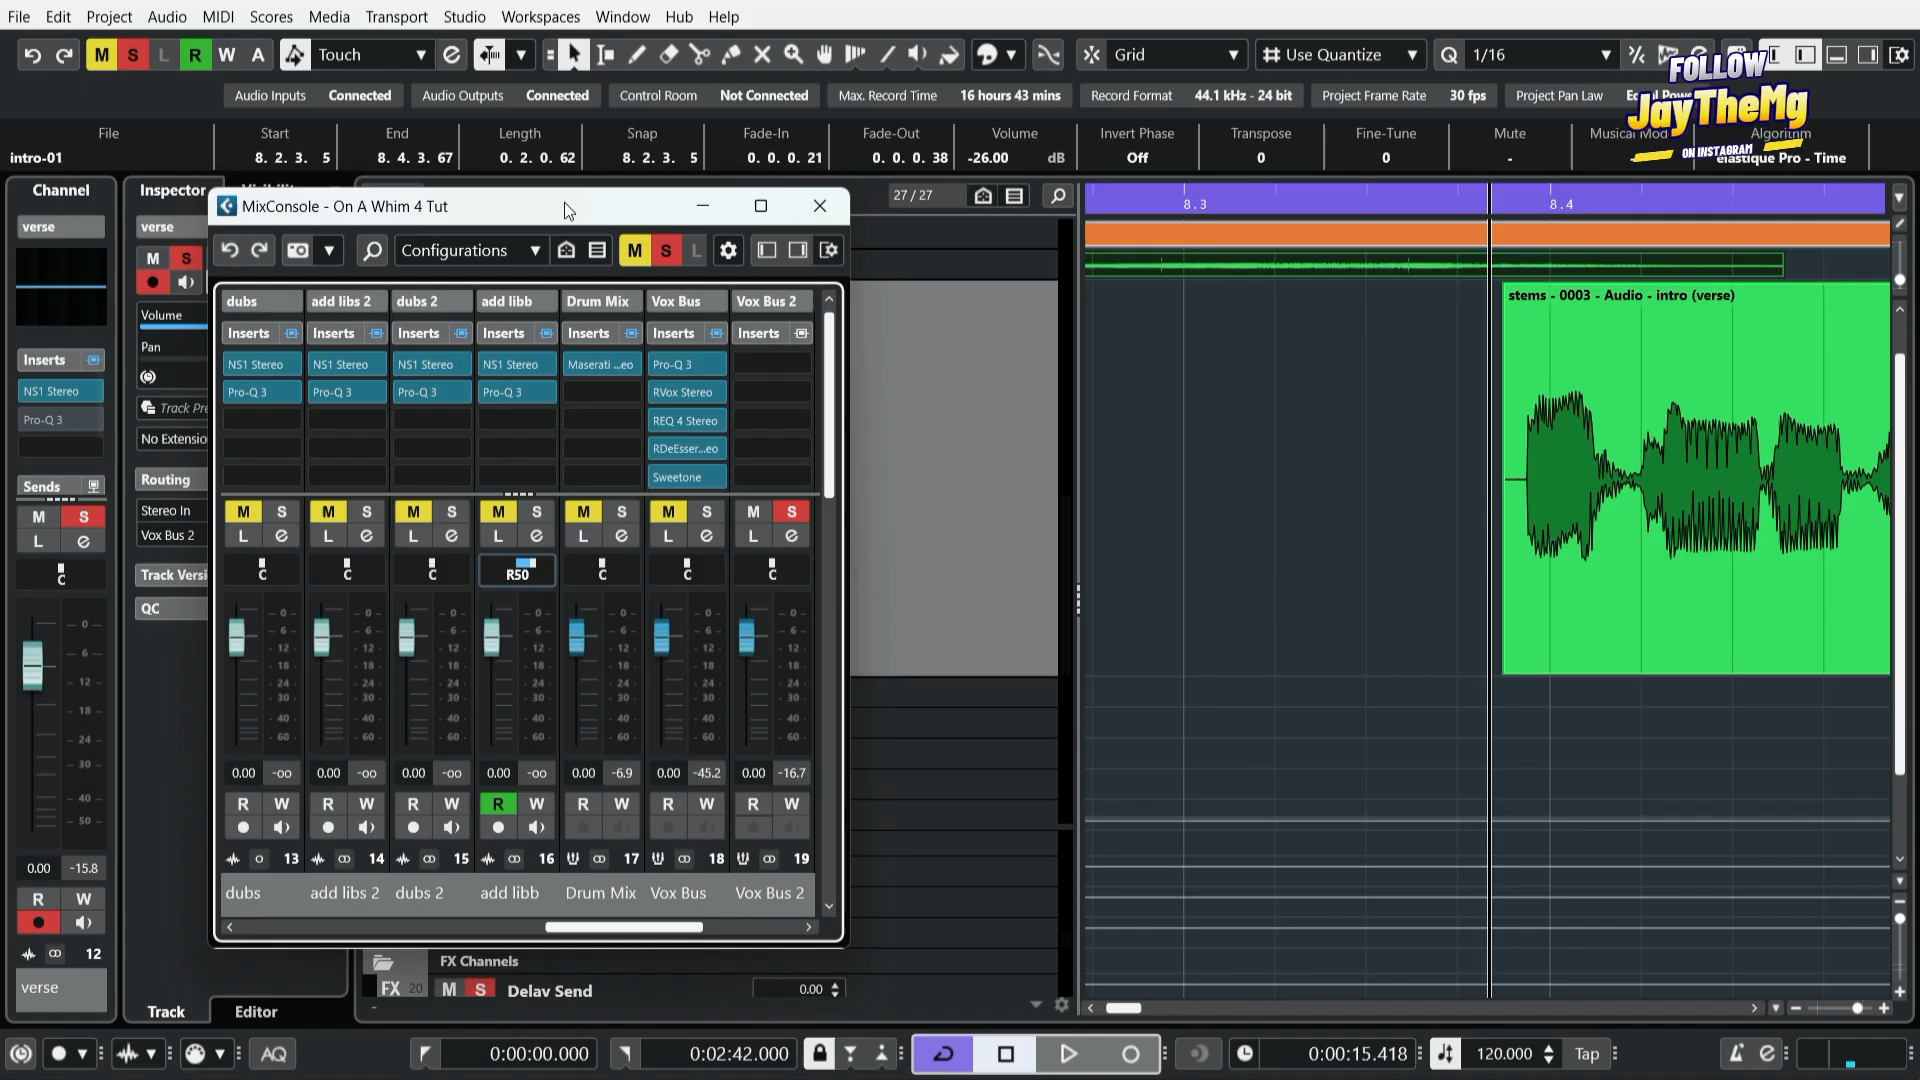 File Edit Project Audio MIDI Scores Media Transport Studio Workspaces Window Hub Help
M S L R W A Touch Grid Use Quantize Q 1/16
FOLLOW
JayTheMg
ON INSTAGRAM
Audio Inputs Connected Audio Outputs Connected Control Room Not Connected Max. Record Time 16 hours 43 mins Record Format 44.1 kHz - 24 bit Project Frame Rate 30 fps Project Pan Law
File Start End Length Snap Fade-In Fade-Out Volume Invert Phase Transpose Fine-Tune Mute Algorithm
intro-01 8. 2. 3. 5 8. 4. 3. 67 0. 2. 0. 62 8. 2. 3. 5 0. 0. 0. 21 0. 0. 0. 38 -26.00 dB Off 0 0 - élastique Pro - Time
Channel Inspector 27 / 27
8.3 8.4
MixConsole - On A Whim 4 Tut
verse verse
Configurations M S L
M S
Volume
Pan
Inserts
NS1 Stereo
Pro-Q 3
No Extensio
Routing
Sends
Stereo In
Vox Bus 2
M S
L e
C
Track Versi
QC
dubs add libs 2 dubs 2 add libb Drum Mix Vox Bus Vox Bus 2
Inserts Inserts Inserts Inserts Inserts Inserts Inserts
NS1 Stereo NS1 Stereo NS1 Stereo NS1 Stereo Maserati ...eo Pro-Q 3
Pro-Q 3 Pro-Q 3 Pro-Q 3 Pro-Q 3 RVox Stereo
REQ 4 Stereo
RDeEsser...eo
Sweetone
M S M S M S M S M S M S M S
L e L e L e L e L e L e L e
C C C R50 C C C
0 0 0 0 0 0 0
6 6 6 6 6 6 6
12 12 12 12 12 12 12
18 18 18 18 18 18 18
24 24 24 24 24 24 24
30 30 30 30 30 30 30
40 40 40 40 40 40 40
60 60 60 60 60 60 60
0.00 -oo 0.00 -oo 0.00 -oo 0.00 -oo 0.00 -6.9 0.00 -45.2 0.00 -16.7
R W R W R W R W R W R W R W
13 14 15 16 17 18 19
dubs add libs 2 dubs 2 add libb Drum Mix Vox Bus Vox Bus 2
0
6
12
18
24
30
40
50
0.00 -15.8
R W
12
verse
stems - 0003 - Audio - intro (verse)
FX Channels
FX 20 M S Delay Send 0.00
Track Editor
AQ 0:00:00.000 0:02:42.000 0:00:15.418 120.000 Tap